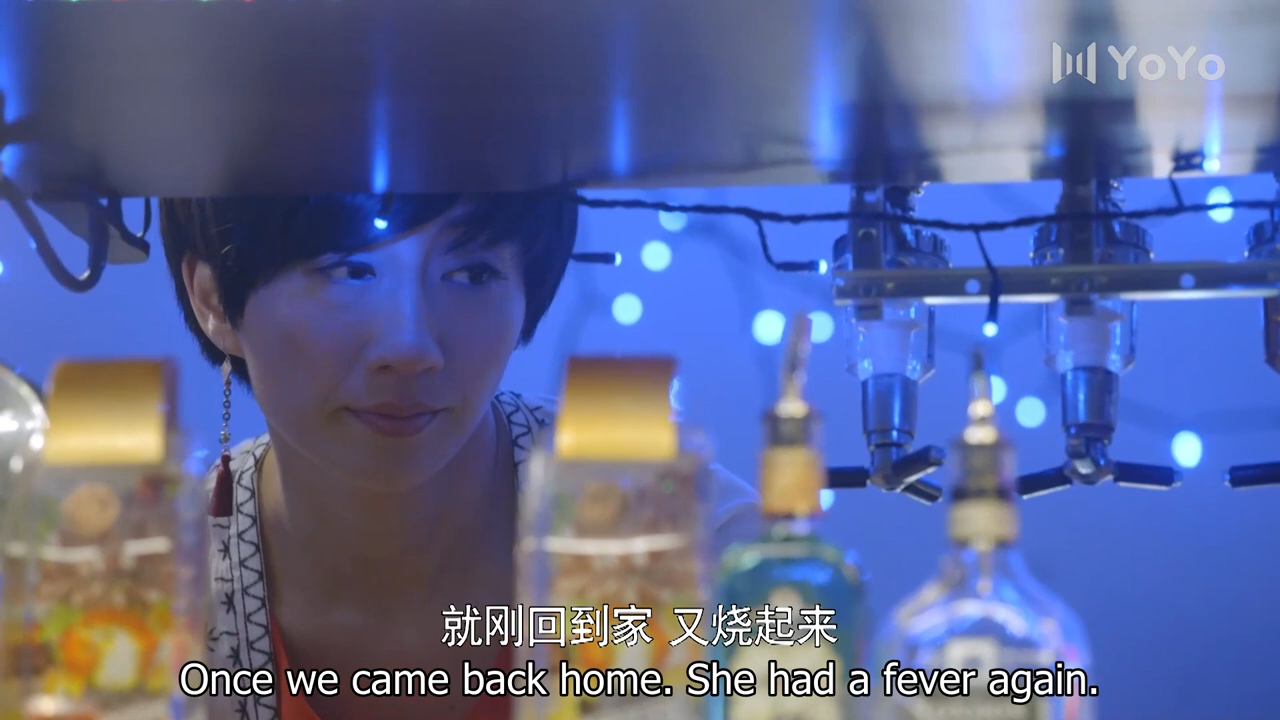 YoYo
就刚回到家 又烧起来
Once we came back home. She had a fever again.